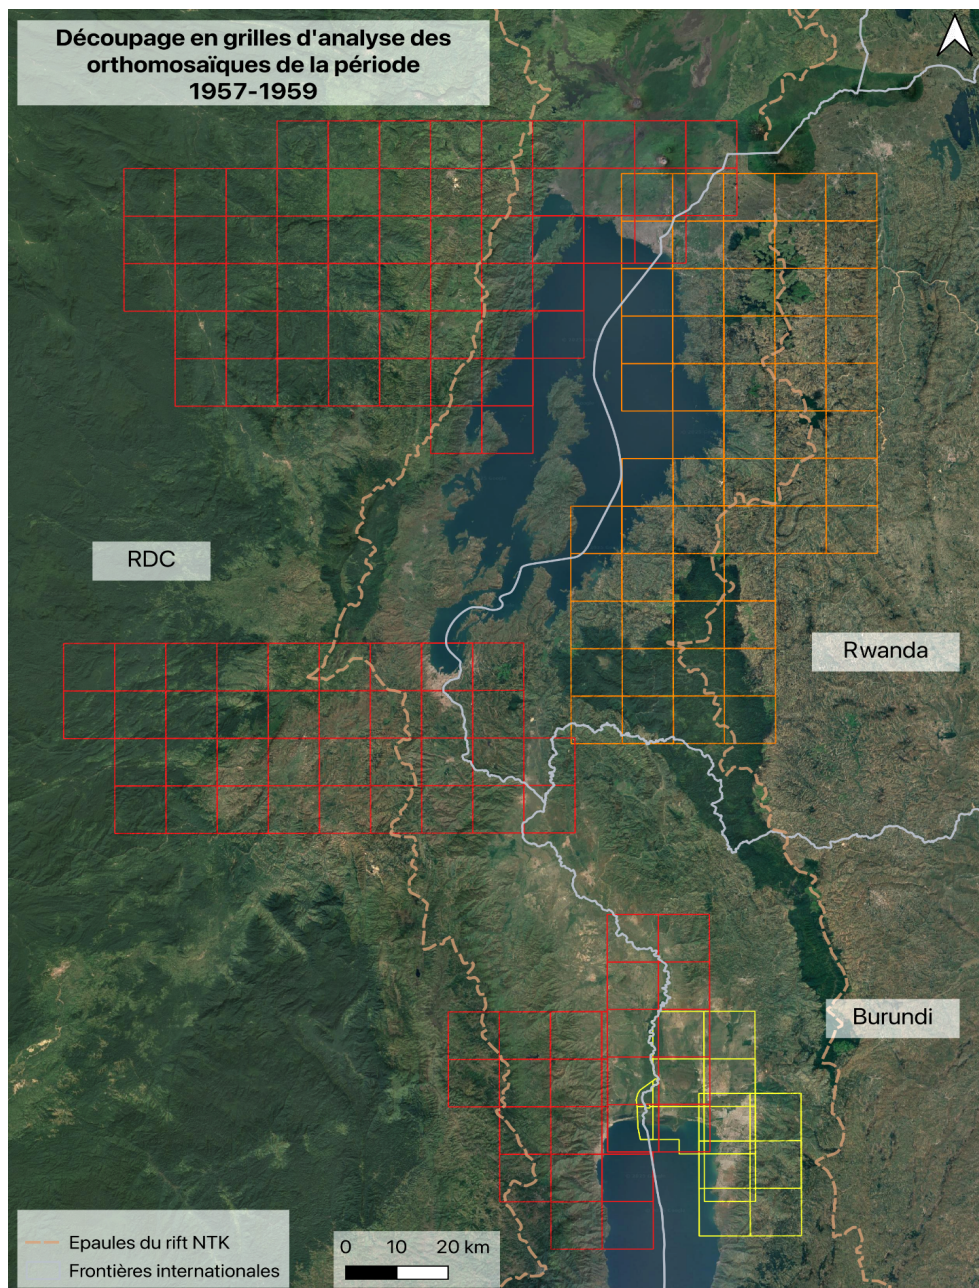 Découpage en grilles d'analyse des
orthomosaïques de la période
1957-1959
RDC
Rwanda
Burundi
Epaules du rift NTK
Frontières internationales
0 10 20 km